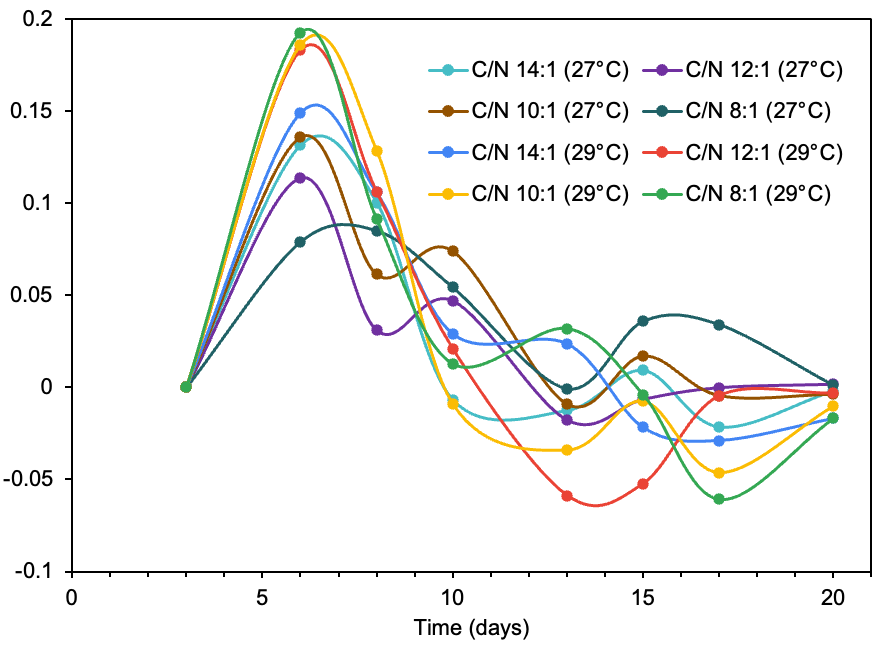 0.2
0.15
0.1
0.05
0
-0.05
-0.1
C/N 14:1 (27°C) C/N 12:1 (27°C)
C/N 10:1 (27°C) C/N 8:1 (27°C)
C/N 14:1 (29°C) C/N 12:1 (29°C)
C/N 10:1 (29°C) C/N 8:1 (29°C)
0 5 10 15 20
Time (days)